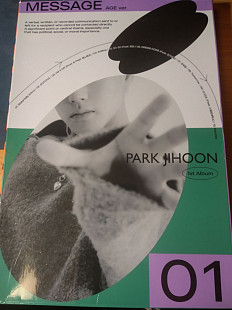 MESSAGE AGE ver.
A verbal, written, or recorded communication sent to or
left for a recipient who cannot be contacted directly.
A significant point or central theme, especially one
that has political, social, or moral importance.
PARK JIHOON
1st Album
01